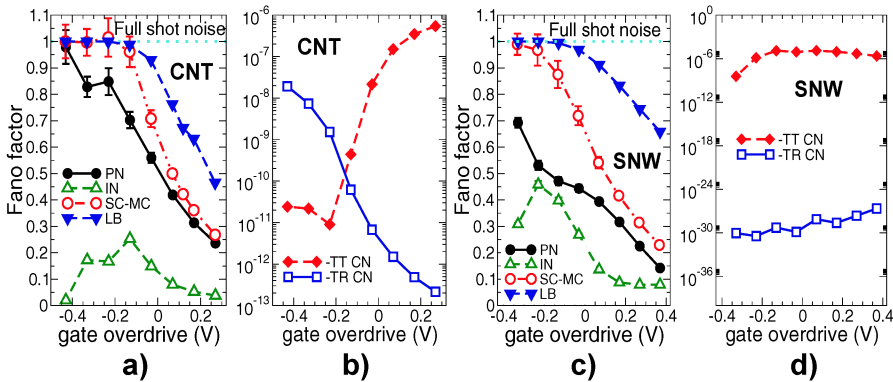 1.1
1
0.9
0.8
0.7
0.6
0.5
0.4
0.3
0.2
0.1
0
Fano factor
Full shot noise
CNT
PN
IN
SC-MC
LB
-0.4 -0.2 0 0.2
gate overdrive (V)
a)
10^-6
10^-7
10^-8
10^-9
10^-10
10^-11
10^-12
10^-13
CNT
-TT CN
-TR CN
-0.4 -0.2 0 0.2
gate overdrive (V)
b)
1.1
1
0.9
0.8
0.7
0.6
0.5
0.4
0.3
0.2
0.1
0
Fano factor
Full shot noise
SNW
PN
IN
SC-MC
LB
-0.4 -0.2 0 0.2 0.4
gate overdrive (V)
c)
10^0
10^-6
10^-12
10^-18
10^-24
10^-30
10^-36
SNW
-TT CN
-TR CN
-0.4 -0.2 0 0.2 0.4
gate overdrive (V)
d)